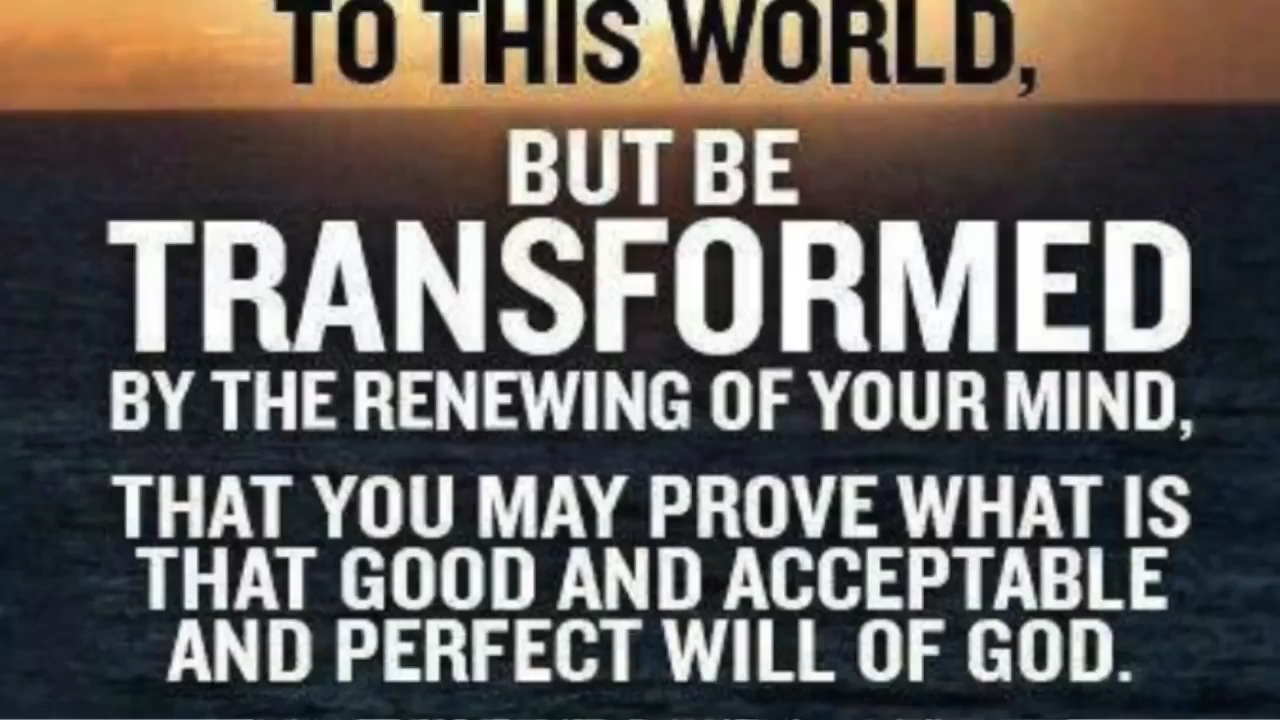 TO THIS WORLD,
BUT BE
TRANSFORMED
BY THE RENEWING OF YOUR MIND,
THAT YOU MAY PROVE WHAT IS
THAT GOOD AND ACCEPTABLE
AND PERFECT WILL OF GOD.